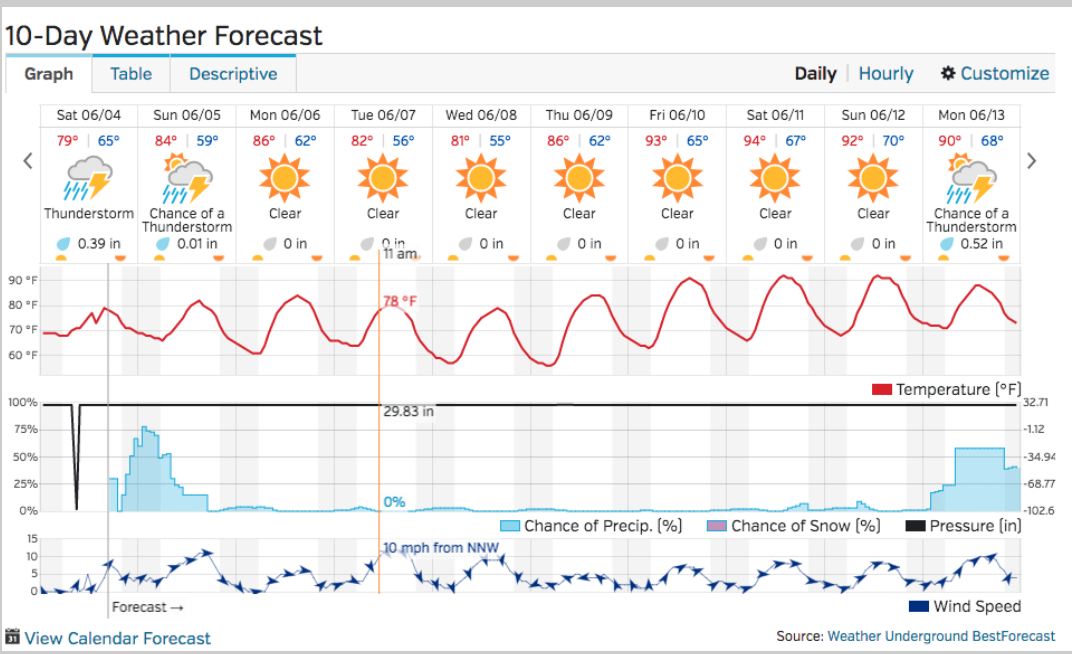 10-Day Weather Forecast
Graph Table Descriptive Daily Hourly Customize
Sat 06/04 Sun 06/05 Mon 06/06 Tue 06/07 Wed 06/08 Thu 06/09 Fri 06/10 Sat 06/11 Sun 06/12 Mon 06/13
79° | 65° 84° | 59° 86° | 62° 82° | 56° 81° | 55° 86° | 62° 93° | 65° 94° | 67° 92° | 70° 90° | 68°
Thunderstorm Chance of a Clear Clear Clear Clear Clear Clear Clear Chance of a
Thunderstorm Thunderstorm
0.39 in 0.01 in 0 in 0 in 0 in 0 in 0 in 0 in 0 in 0.52 in
11 am
90 °F
80 °F
78 °F
70 °F
60 °F
Temperature (°F)
100% 32.71
29.83 in
75% -1.12
50% -34.94
25% -68.77
0%
0% -102.6
Chance of Precip. (%) Chance of Snow (%) Pressure (in)
15
10 mph from NNW
10
5
0
Forecast → Wind Speed
31 View Calendar Forecast Source: Weather Underground BestForecast